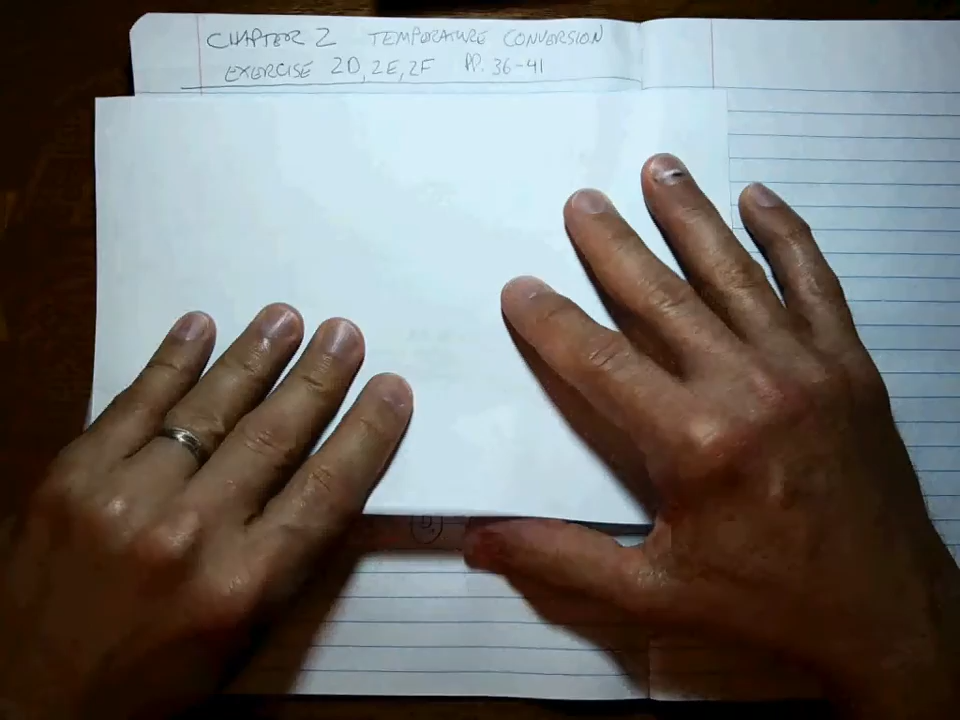 CHAPTER 2 TEMPERATURE CONVERSION
EXERCISE 2D, 2E, 2F PP. 36-41
D.